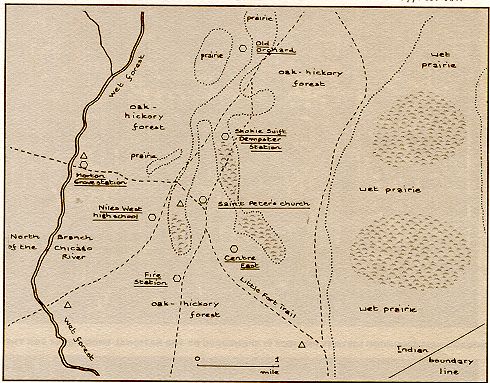 prairie
prairie
Old
Orchard
wet forest
wet
prairie
oak-hickory
forest
oak-
hickory
forest
Skokie Swift
Dempster
Station
prairie
Morton
Grove station
wet prairie
Niles West
high school
Saint Peter's church
North Branch
of the Chicago
River
Centre
East
Fire
Station
Little Fort Trail
oak-hickory
forest
wet prairie
wet forest
Indian
boundary
line
0 1
mile